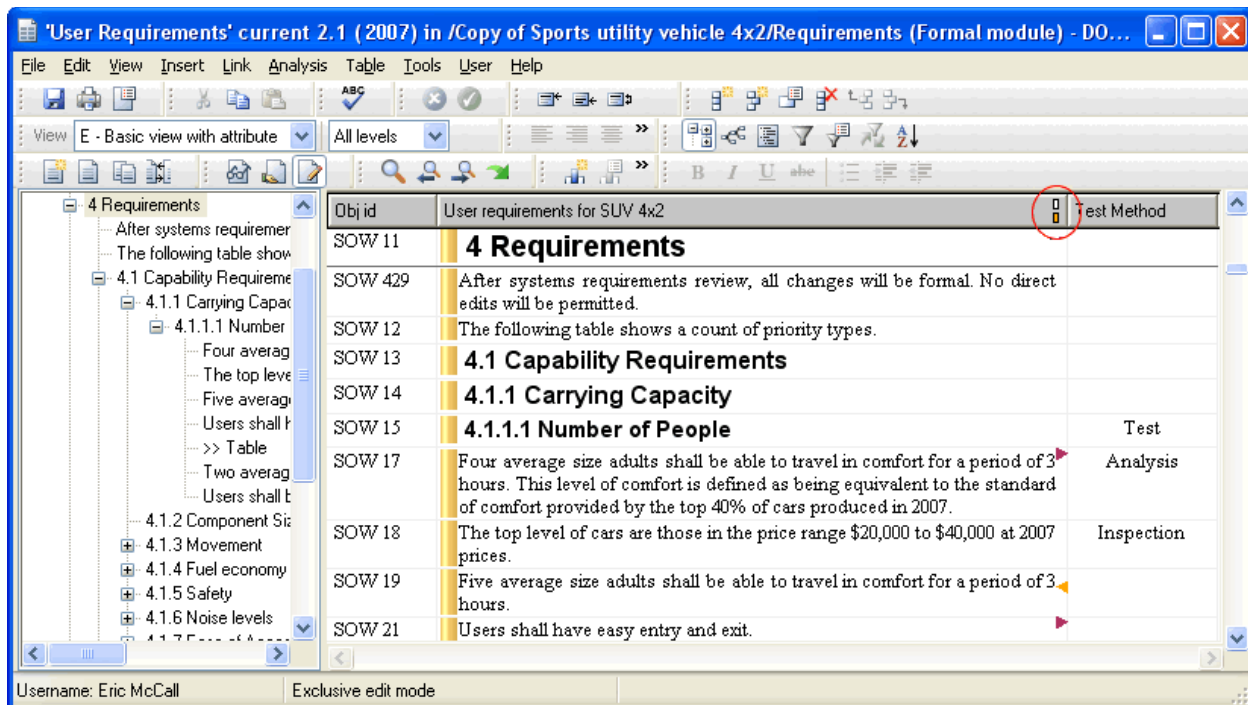 'User Requirements' current 2.1 (2007) in /Copy of Sports utility vehicle 4x2/Requirements (Formal module) - DO...
File Edit View Insert Link Analysis Table Tools User Help
ABC
View E - Basic view with attribute All levels
B I U abc
4 Requirements
After systems requiremer
The following table show
4.1 Capability Requireme
4.1.1 Carrying Capac
4.1.1.1 Number
Four averag
The top leve
Five averag
Users shall h
>> Table
Two averag
Users shall b
4.1.2 Component Siz
4.1.3 Movement
4.1.4 Fuel economy
4.1.5 Safety
4.1.6 Noise levels
Obj id User requirements for SUV 4x2 Test Method
SOW 11 4 Requirements
SOW 429 After systems requirements review, all changes will be formal. No direct
edits will be permitted.
SOW 12 The following table shows a count of priority types.
SOW 13 4.1 Capability Requirements
SOW 14 4.1.1 Carrying Capacity
SOW 15 4.1.1.1 Number of People Test
SOW 17 Four average size adults shall be able to travel in comfort for a period of 3 Analysis
hours. This level of comfort is defined as being equivalent to the standard
of comfort provided by the top 40% of cars produced in 2007.
SOW 18 The top level of cars are those in the price range $20,000 to $40,000 at 2007 Inspection
prices.
SOW 19 Five average size adults shall be able to travel in comfort for a period of 3
hours.
SOW 21 Users shall have easy entry and exit.
Username: Eric McCall Exclusive edit mode